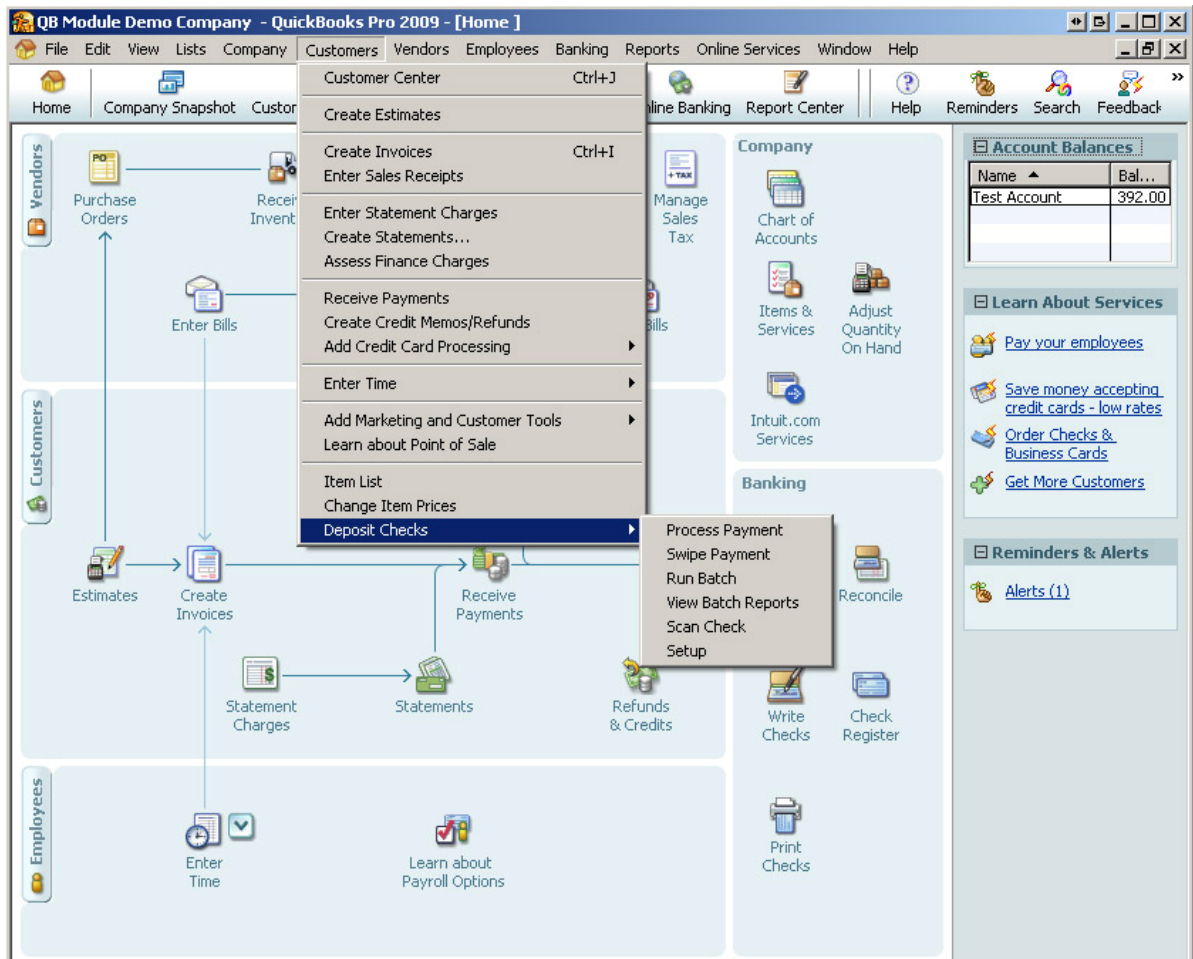 QB Module Demo Company - QuickBooks Pro 2009 - [Home ]
File Edit View Lists Company Customers Vendors Employees Banking Reports Online Services Window Help
Home Company Snapshot Online Banking Report Center Help Reminders Search Feedback »
Customer Center Ctrl+J
Create Estimates
Create Invoices Ctrl+I
Enter Sales Receipts
Enter Statement Charges
Create Statements...
Assess Finance Charges
Receive Payments
Create Credit Memos/Refunds
Add Credit Card Processing
Enter Time
Add Marketing and Customer Tools
Learn about Point of Sale
Item List
Change Item Prices
Deposit Checks
Process Payment
Swipe Payment
Run Batch
View Batch Reports
Scan Check
Setup
Vendors
PO
Purchase
Orders
Enter Bills
+ TAX
Manage
Sales
Tax
Customers
Estimates
Create
Invoices
Receive
Payments
$
Statement
Charges
Statements
Refunds
& Credits
Employees
Enter
Time
Learn about
Payroll Options
Company
Chart of
Accounts
Items &
Services
Adjust
Quantity
On Hand
Intuit.com
Services
Banking
Reconcile
Write
Checks
Check
Register
Print
Checks
Account Balances
Name Bal...
Test Account 392.00
Learn About Services
Pay your employees
Save money accepting
credit cards - low rates
Order Checks &
Business Cards
Get More Customers
Reminders & Alerts
Alerts (1)